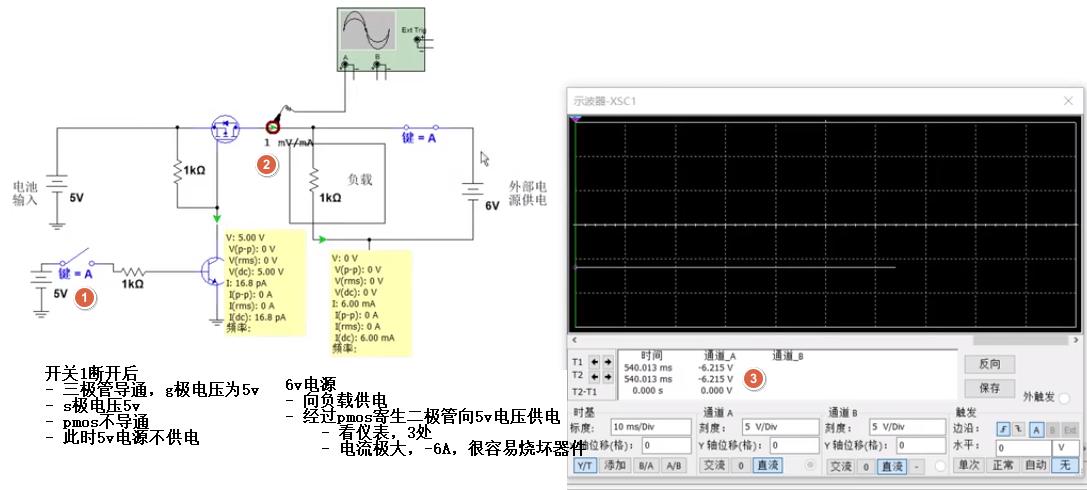 Ext Trig
A
B
1 mV/mA
键 = A
2
1kΩ
负载
1kΩ
电池
输入
5V
外部电
源供电
6V
V: 5.00 V
V(p-p): 0 V
V(rms): 0 V
V(dc): 5.00 V
I: 16.8 pA
I(p-p): 0 A
I(rms): 0 A
I(dc): 16.8 pA
频率:
V: 0 V
V(p-p): 0 V
V(rms): 0 V
V(dc): 0 V
I: 6.00 mA
I(p-p): 0 A
I(rms): 0 A
I(dc): 6.00 mA
频率:
键 = A
5V
1
1kΩ
开关1断开后
- 三极管导通，g极电压为5v
- s极电压5v
- pmos不导通
- 此时5v电源不供电
6v电源
- 向负载供电
- 经过pmos寄生二极管向5v电压供电
- 看仪表，3处
- 电流极大，-6A，很容易烧坏器件
示波器-XSC1
时间 通道_A 通道_B
T1 540.013 ms -6.215 V
T2 540.013 ms -6.215 V
T2-T1 0.000 s 0.000 V
3
反向
保存
外触发
时基
标度: 10 ms/Div
轴位移(格): 0
Y/T 添加 B/A A/B
通道 A
刻度: 5 V/Div
Y 轴位移(格): 0
交流 0 直流
通道 B
刻度: 5 V/Div
Y 轴位移(格): 0
交流 0 直流 -
触发
边沿: A B Ext
水平: 0 V
单次 正常 自动 无